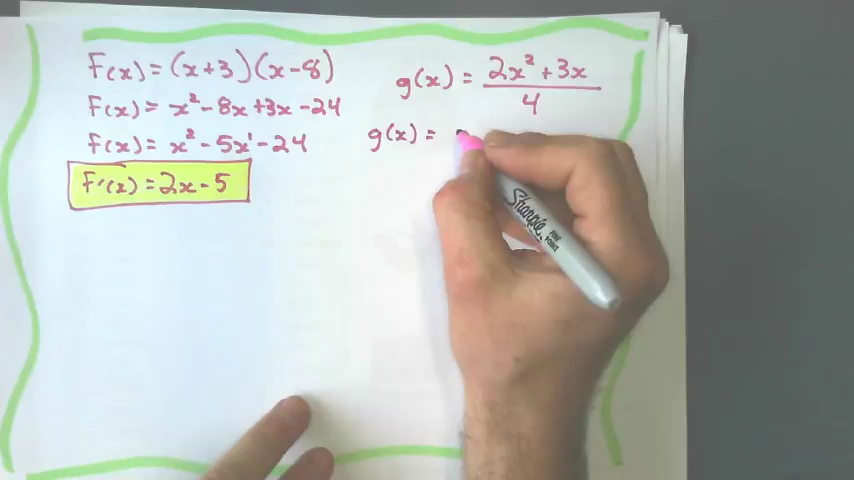 F(x) = (x+3)(x-8)
F(x) = x² - 8x + 3x - 24
F(x) = x² - 5x¹ - 24
F'(x) = 2x - 5
g(x) = 2x² + 3x
4
g(x) =
Sharpie
FINE
POINT